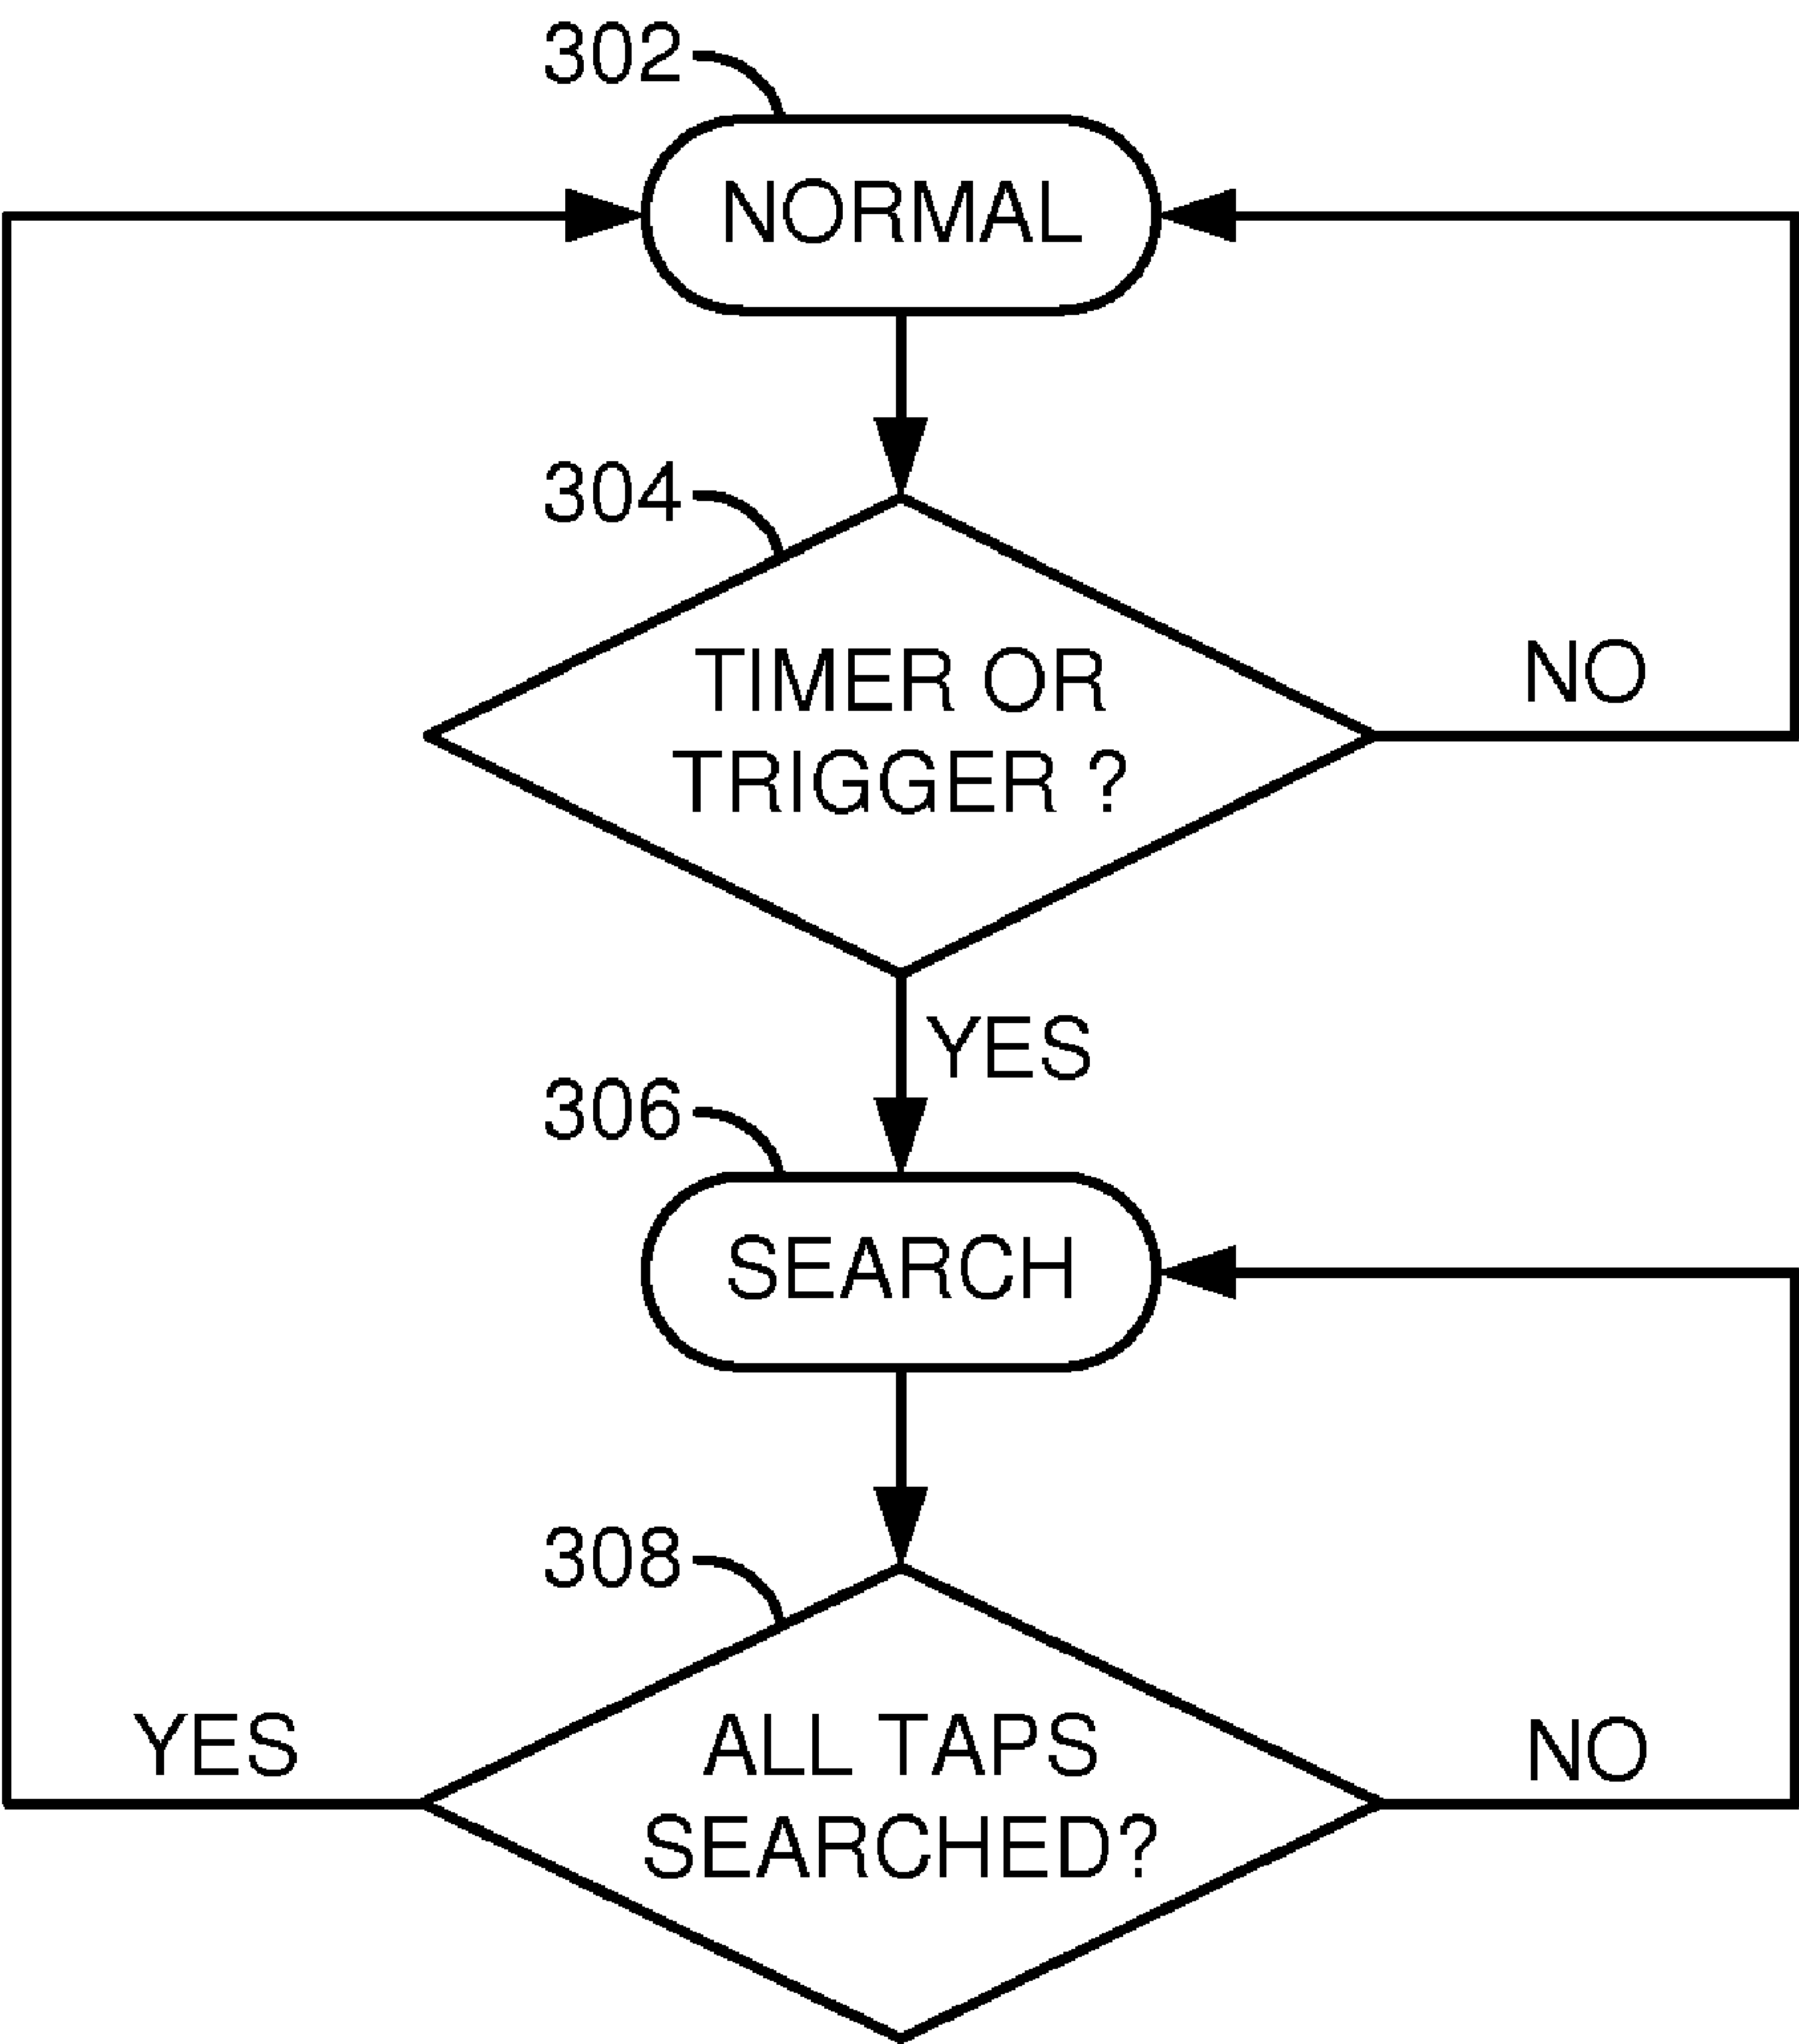 302
NORMAL
304
TIMER OR
TRIGGER ?
NO
YES
306
SEARCH
308
ALL TAPS
SEARCHED?
YES
NO